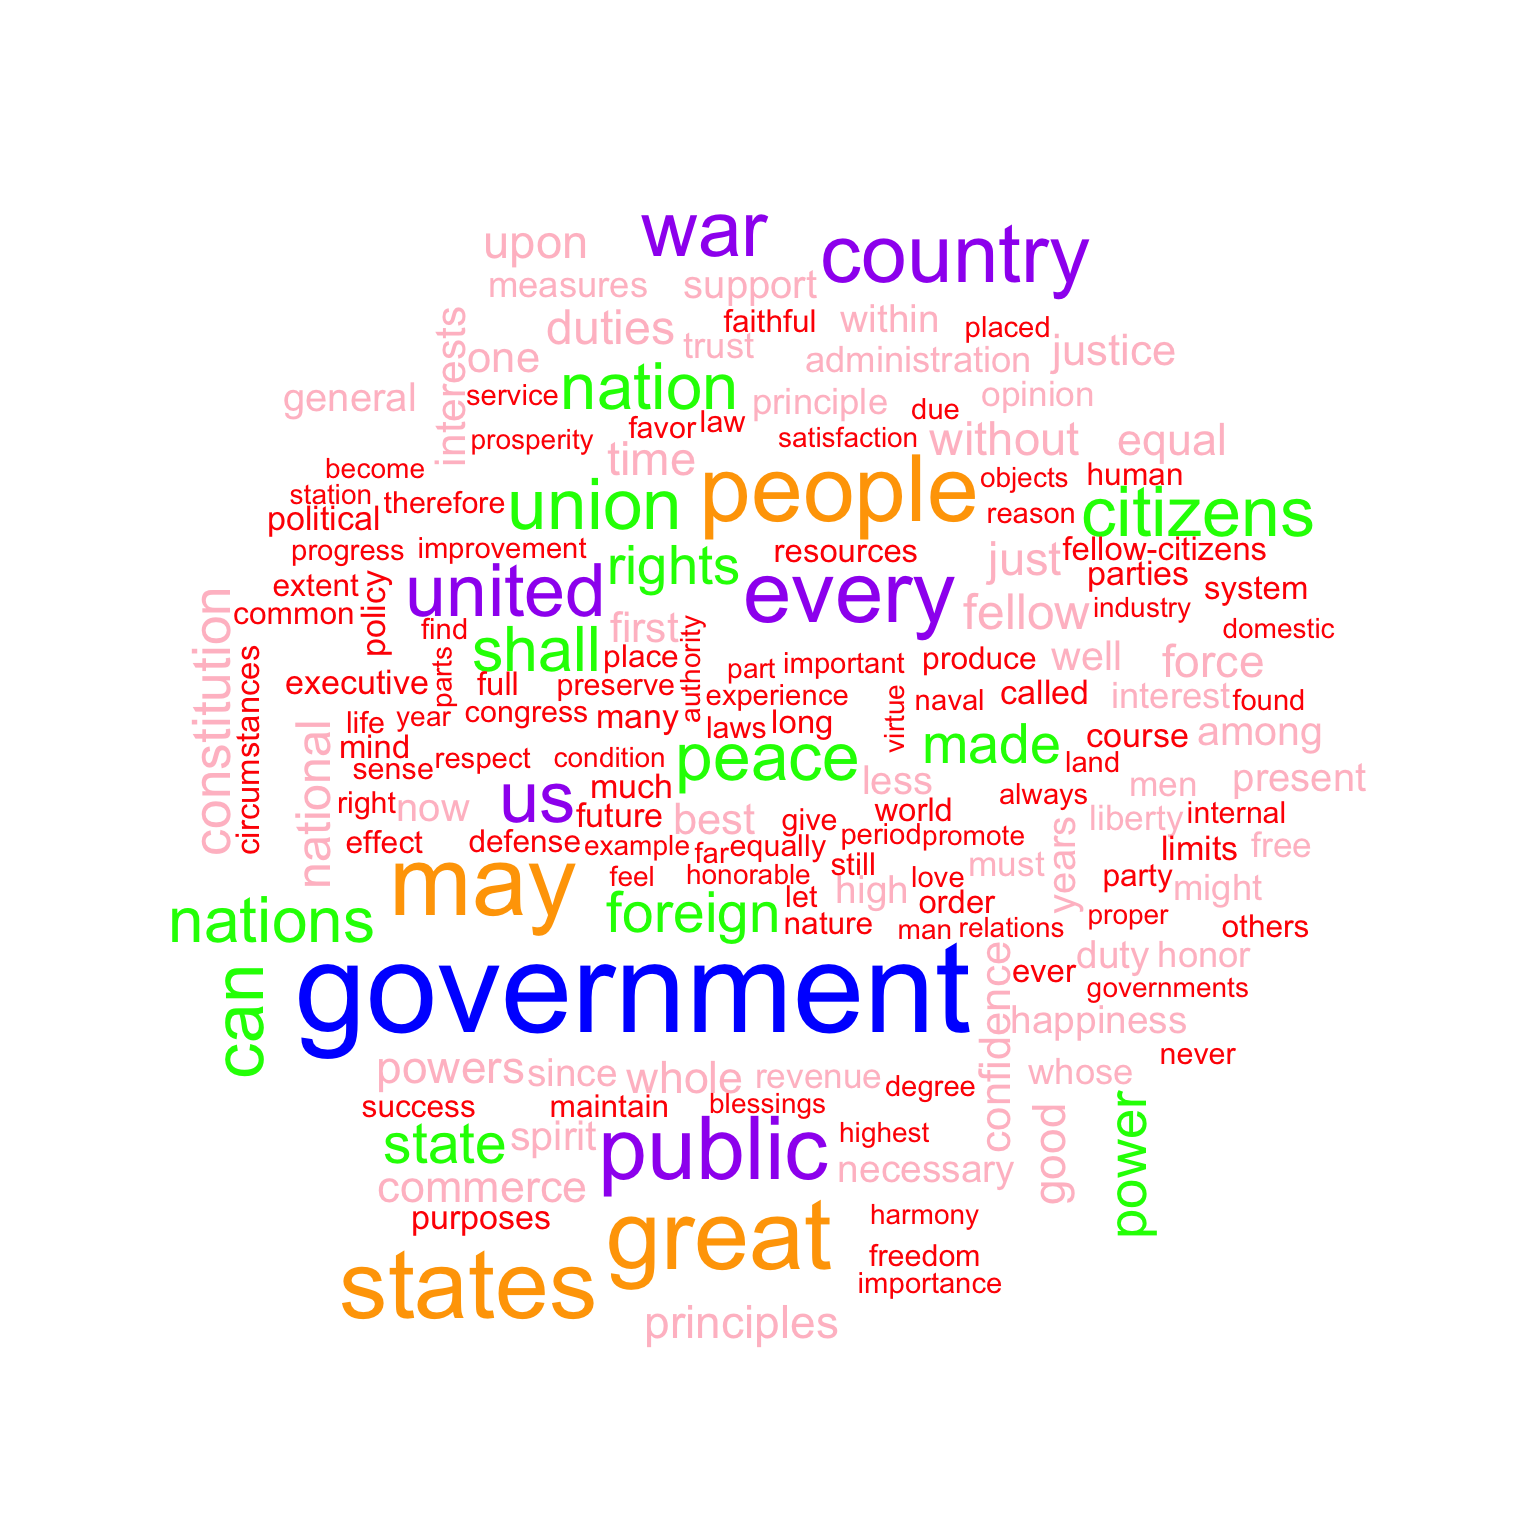 war
country
upon
measures
support
duties
faithful
within
placed
interests
one
trust
administration
justice
general
service
nation
principle
due
opinion
prosperity
favor
law
satisfaction
without
equal
become
time
people
objects
human
station
therefore
union
citizens
political
reason
progress
improvement
rights
resources
just
fellow-citizens
extent
policy
united
every
parties
system
common
fellow
industry
constitution
find
shall
first
authority
domestic
circumstances
parts
place
part
important
produce
well
force
executive
full
preserve
experience
virtue
naval
called
interest
found
life
year
congress
many
laws
long
national
mind
made
course
among
sense
respect
condition
peace
land
right
now
us
much
less
men
present
future
best
give
world
always
liberty
internal
effect
defense
example
far
equally
period
promote
years
limits
free
may
feel
honorable
still
must
let
high
love
party
might
nations
foreign
nature
order
man
relations
proper
others
can
government
confidence
ever
duty
honor
governments
happiness
never
powers
since
whole
revenue
degree
whose
success
maintain
blessings
good
power
state
spirit
public
highest
necessary
commerce
purposes
great
harmony
freedom
states
importance
principles